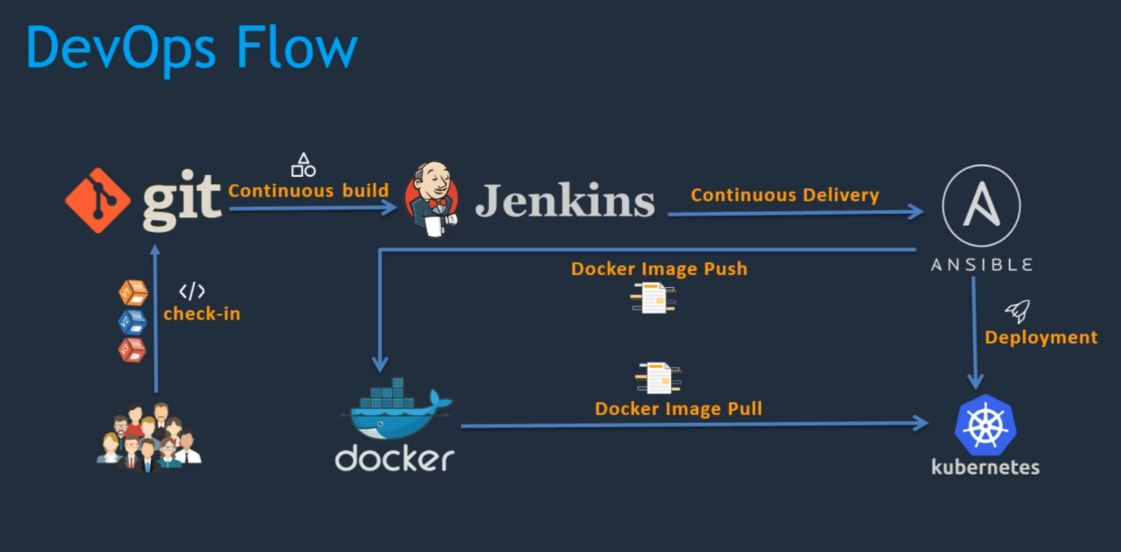 DevOps Flow
git
Continuous build
Jenkins
Continuous Delivery
ANSIBLE
Docker Image Push
</>
check-in
Deployment
Docker Image Pull
docker
kubernetes